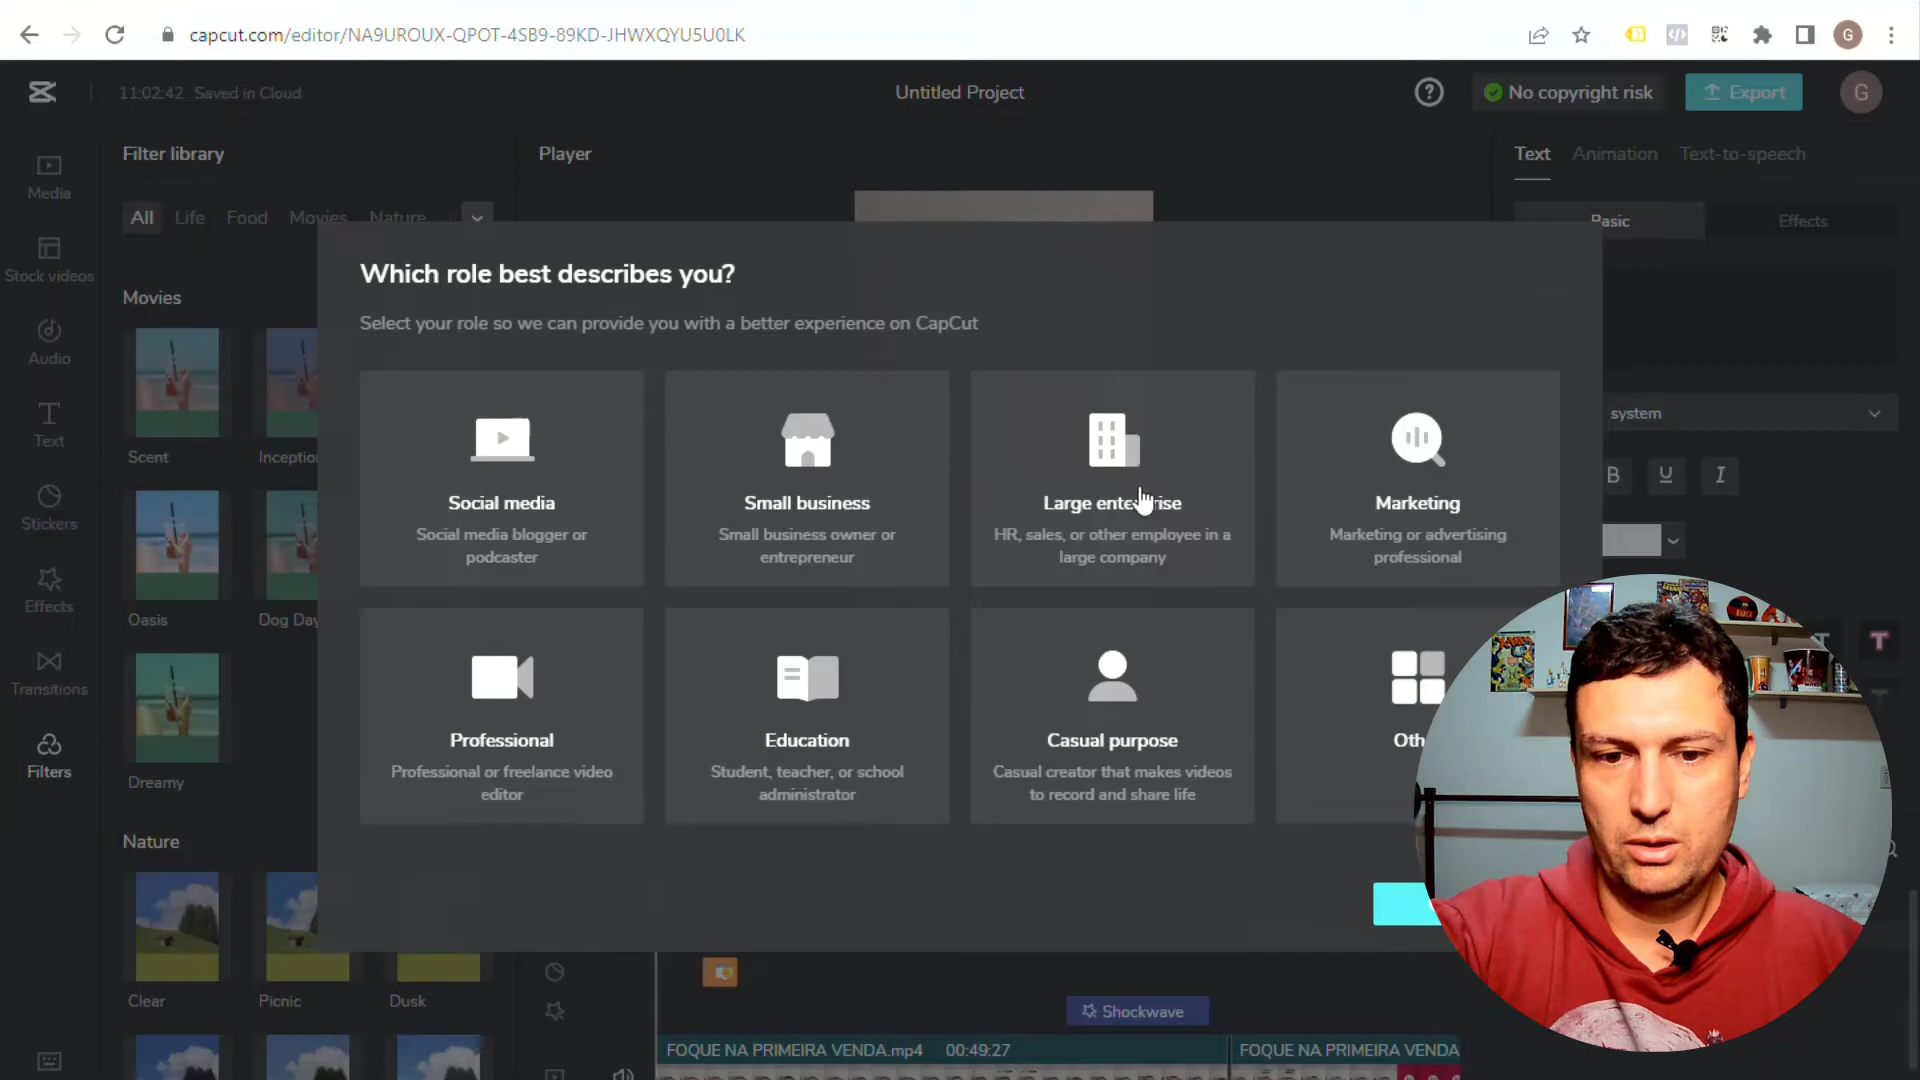 capcut.com/editor/NA9UROUX-QPOT-4SB9-89KD-JHWXQYU5U0LK
G
11:02:42 Saved in Cloud
Untitled Project
No copyright risk
Export
G
Media
Stock videos
Audio
Text
Stickers
Effects
Transitions
Filters
Filter library
All Life Food Movies Nature
Movies
Scent
Inception
Oasis
Dog Day
Dreamy
Nature
Clear
Picnic
Dusk
Player
Text Animation Text-to-speech
Basic
Effects
system
B U I
Which role best describes you?
Select your role so we can provide you with a better experience on CapCut
Social media
Social media blogger or
podcaster
Small business
Small business owner or
entrepreneur
Large enterprise
HR, sales, or other employee in a
large company
Marketing
Marketing or advertising
professional
Professional
Professional or freelance video
editor
Education
Student, teacher, or school
administrator
Casual purpose
Casual creator that makes videos
to record and share life
Oth
Shockwave
FOQUE NA PRIMEIRA VENDA.mp4 00:49:27
FOQUE NA PRIMEIRA VENDA